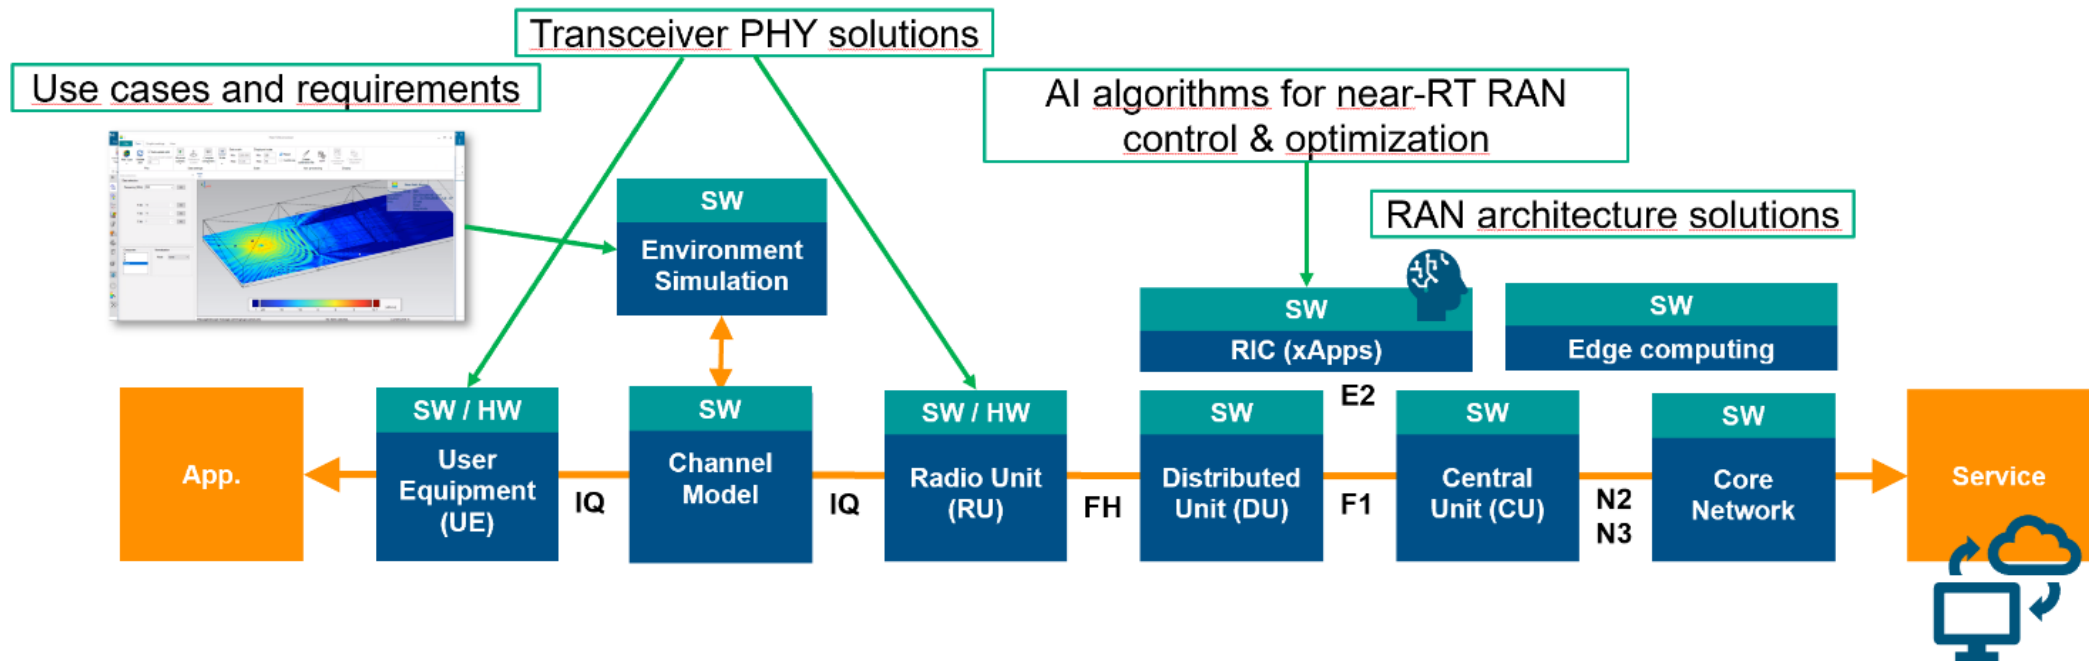 Transceiver PHY solutions
Use cases and requirements
AI algorithms for near-RT RAN
control & optimization
RAN architecture solutions
SW
Environment
Simulation
SW
RIC (xApps)
SW
Edge computing
E2
App.
SW / HW
User
Equipment
(UE)
IQ
SW
Channel
Model
IQ
SW / HW
Radio Unit
(RU)
FH
SW
Distributed
Unit (DU)
F1
SW
Central
Unit (CU)
N2
N3
SW
Core
Network
Service